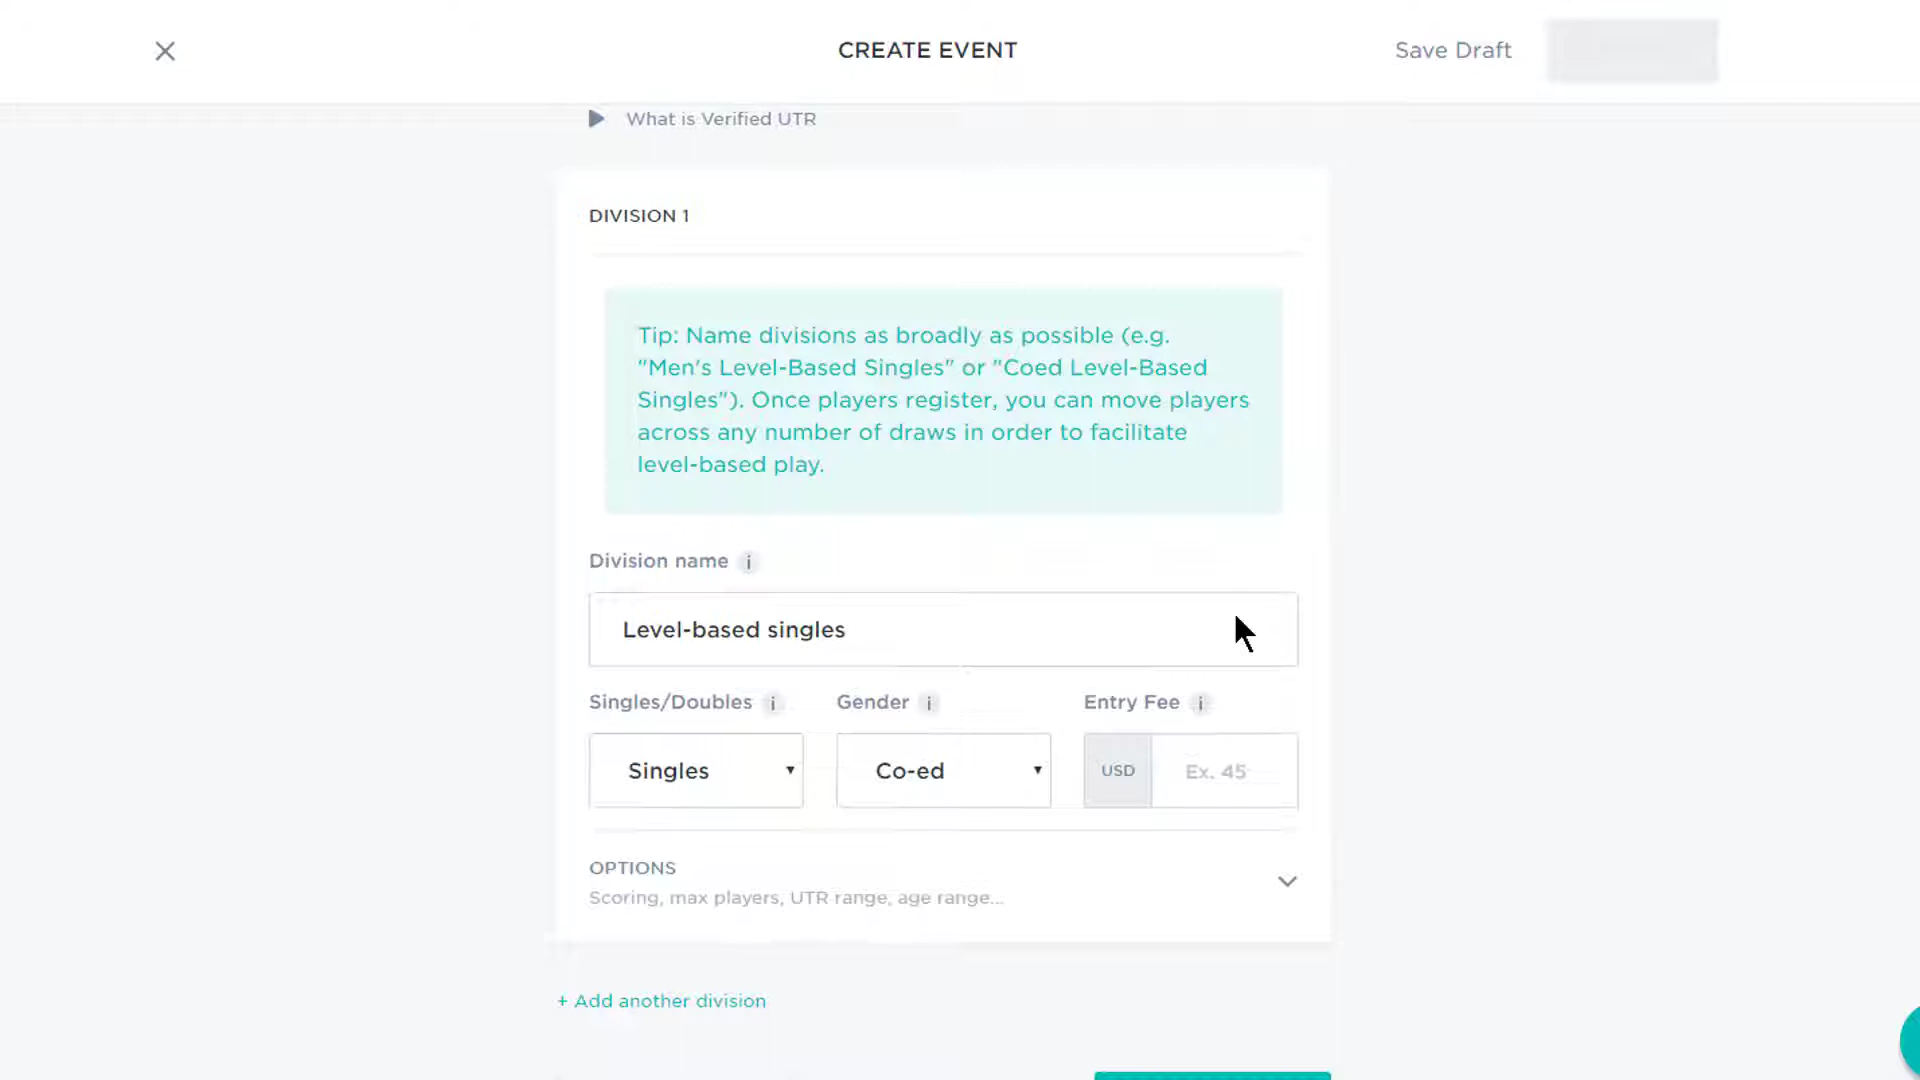 CREATE EVENT
Save Draft
What is Verified UTR
DIVISION 1
Tip: Name divisions as broadly as possible (e.g.
"Men's Level-Based Singles" or "Coed Level-Based
Singles"). Once players register, you can move players
across any number of draws in order to facilitate
level-based play.
Division name i
Level-based singles
Singles/Doubles i Gender i Entry Fee i
Singles Co-ed USD Ex. 45
OPTIONS
Scoring, max players, UTR range, age range...
+ Add another division